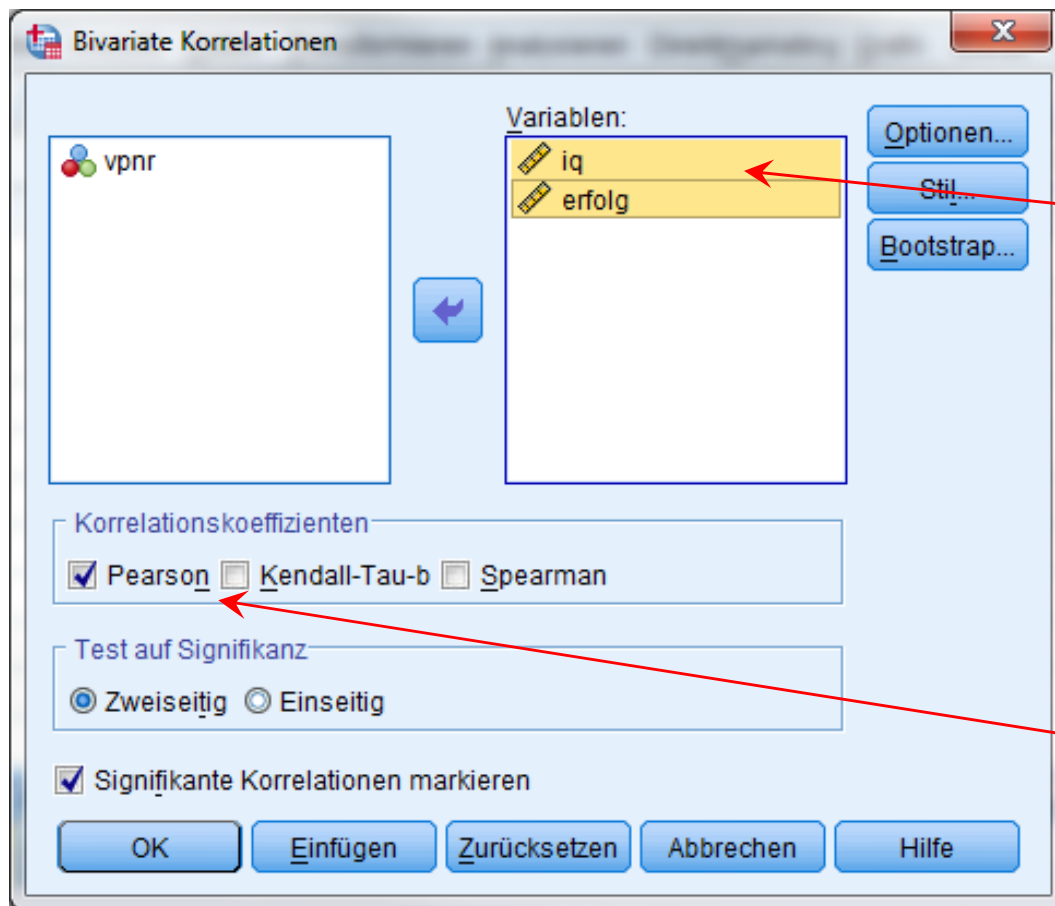 Bivariate Korrelationen
Variablen:
vpnr
iq
erfolg
Optionen...
Stil...
Bootstrap...
Korrelationskoeffizienten
Pearson Kendall-Tau-b Spearman
Test auf Signifikanz
Zweiseitig Einseitig
Signifikante Korrelationen markieren
OK Einfügen Zurücksetzen Abbrechen Hilfe